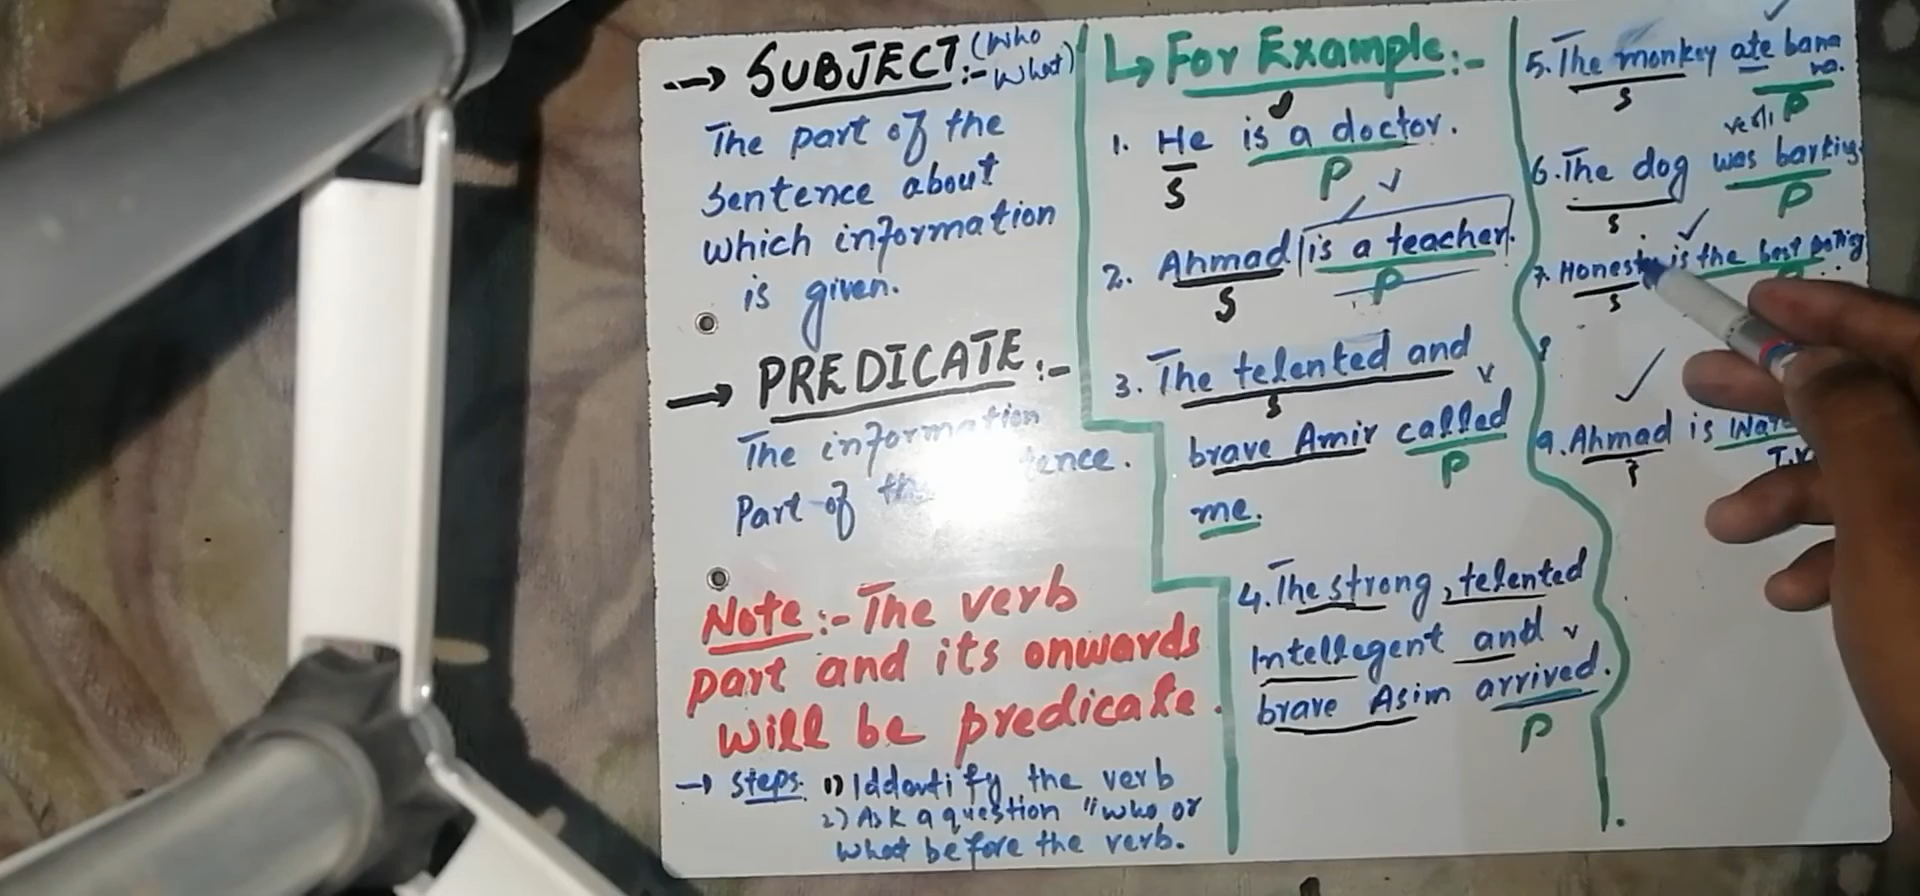 → SUBJECT :- (Who
What)
The part of the
sentence about
which information
is given.
→ PREDICATE :-
The information
Part of the
Note :- The verb
part and its onwards
will be predicate.
→ steps: 1) Iddentify the verb
2) Ask a question "who or
what before the verb.
↳ For Example :-
1. He is a doctor.
S P
2. Ahmad is a teacher.
S P
3. The telented and
S
brave Amir called
P
me.
4. The strong, telented
Intellegent and
brave Asim arrived.
P
5. The monkey ate bana
na.
S P
6. The dog was barking
S P
7. Honesty is the best
S
9. Ahmad is
T.V